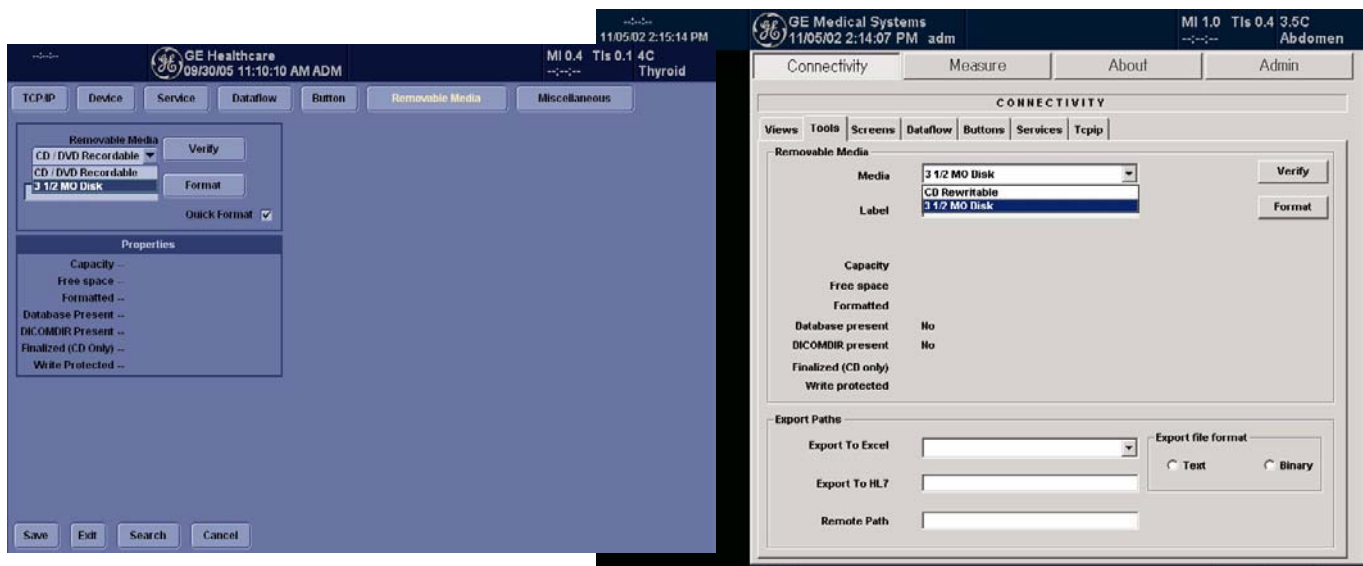 --:--:--
11/05/02 2:15:14 PM
--:--:--
GE Healthcare
09/30/05 11:10:10 AM ADM
MI 0.4 TIs 0.1 4C
--:--:-- Thyroid
TCP/IP Device Service Dataflow Button Removable Media Miscellaneous
Removable Media
CD / DVD Recordable
Verify
CD / DVD Recordable
3 1/2 MO Disk
Format
Quick Format
Properties
Capacity --
Free space --
Formatted --
Database Present --
DICOMDIR Present --
Finalized (CD Only) --
Write Protected --
Save Exit Search Cancel
GE Medical Systems
11/05/02 2:14:07 PM adm
MI 1.0 TIs 0.4 3.5C
--:--:-- Abdomen
Connectivity Measure About Admin
CONNECTIVITY
Views Tools Screens Dataflow Buttons Services Tcpip
Removable Media
Media 3 1/2 MO Disk Verify
CD Rewritable
3 1/2 MO Disk
Label Format
Capacity
Free space
Formatted
Database present No
DICOMDIR present No
Finalized (CD only)
Write protected
Export Paths
Export To Excel
Export file format
Text Binary
Export To HL7
Remote Path